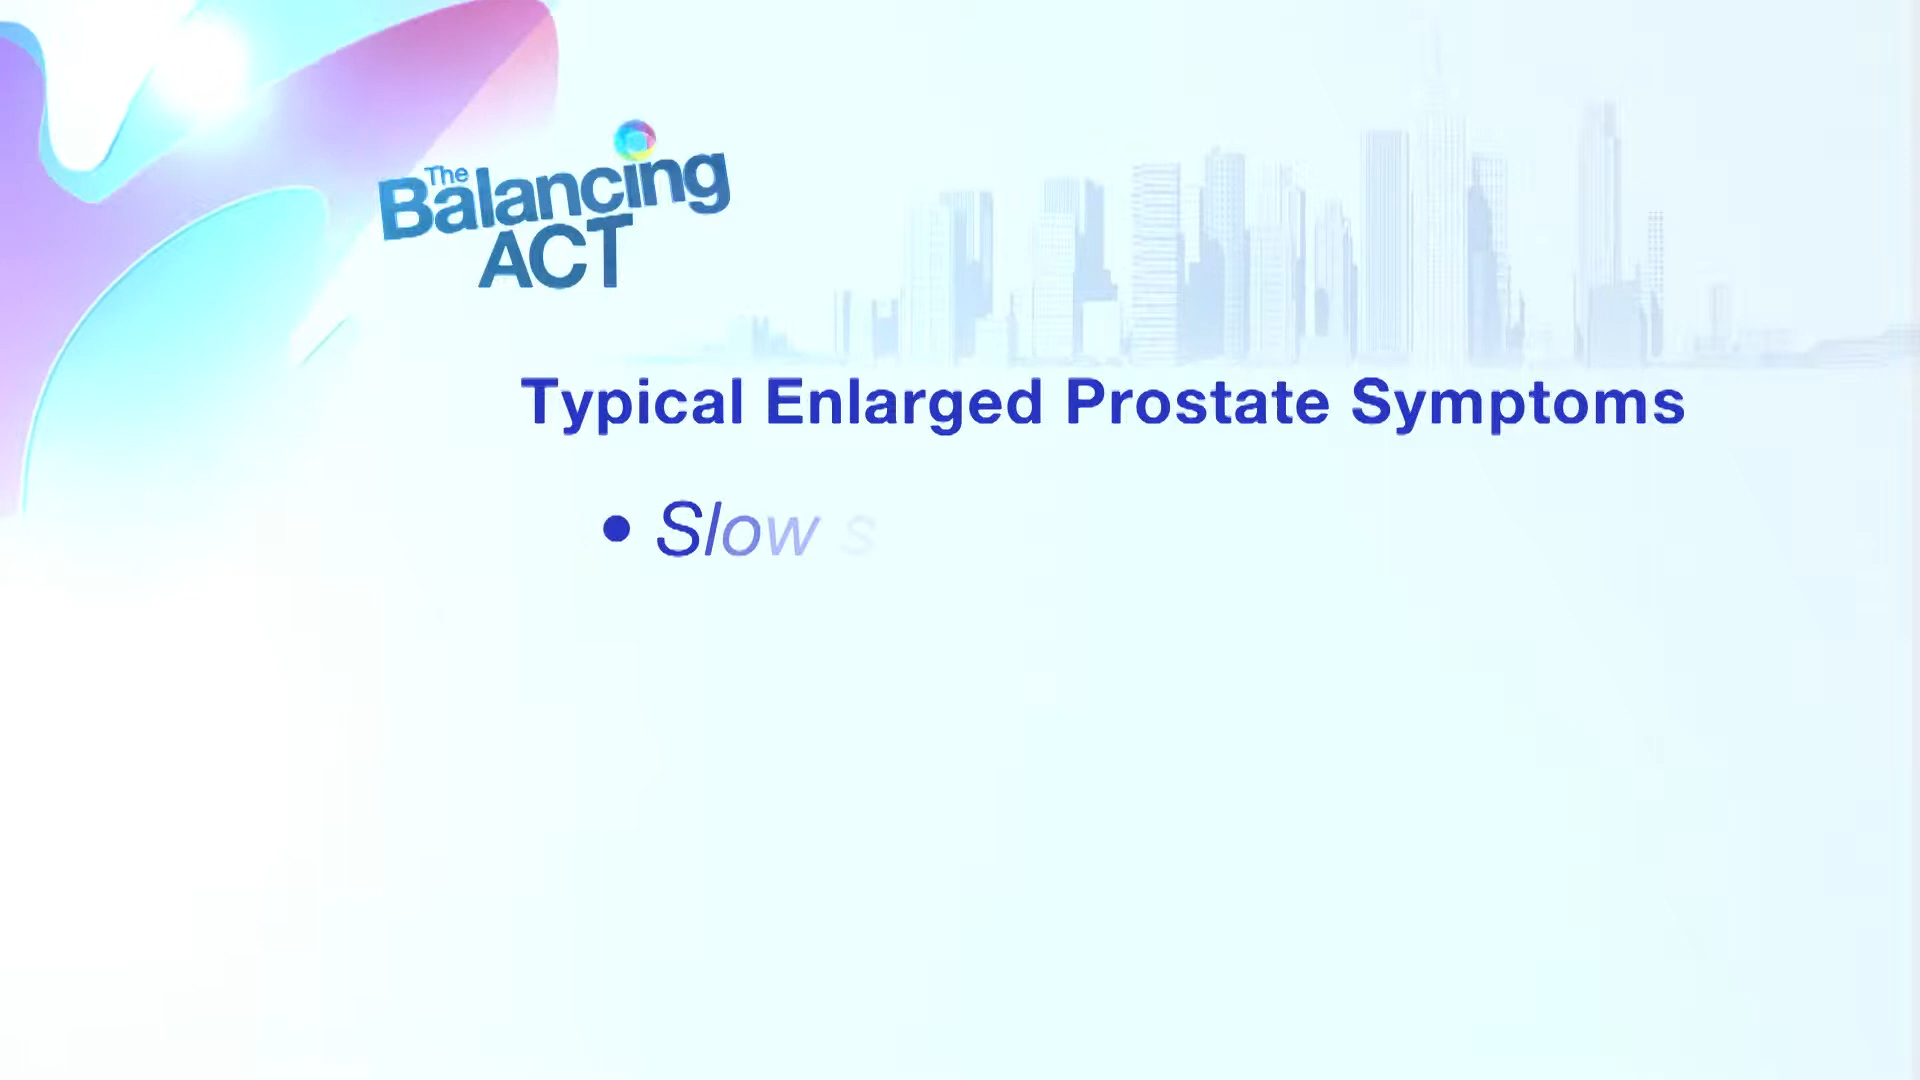 The
Balancing
ACT
Typical Enlarged Prostate Symptoms
• Slow s